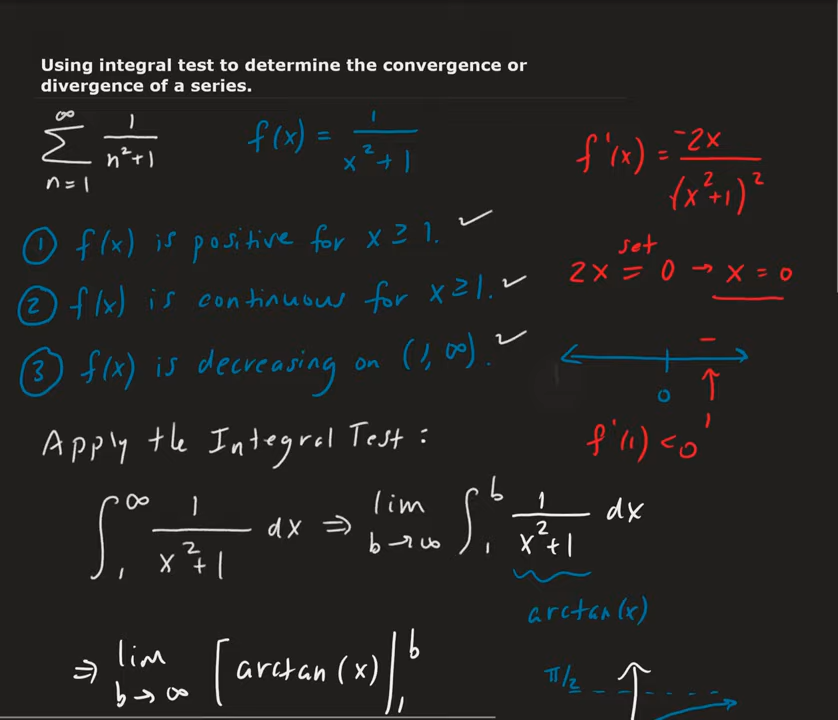 Using integral test to determine the convergence or
divergence of a series.
∞
∑ 1/(n²+1)
n=1
f(x) = 1/(x²+1)
f'(x) = -2x/(x²+1)²
① f(x) is positive for x ≥ 1. ✓
set
2x = 0 → x = 0
② f(x) is continuous for x ≥ 1. ✓
③ f(x) is decreasing on (1, ∞). ✓
−
0
1
f'(1) < 0
Apply the Integral Test:
∫₁^∞ 1/(x²+1) dx ⇒ lim b→∞ ∫₁^b 1/(x²+1) dx
arctan(x)
⇒ lim b→∞ [arctan(x)|₁^b
π/2